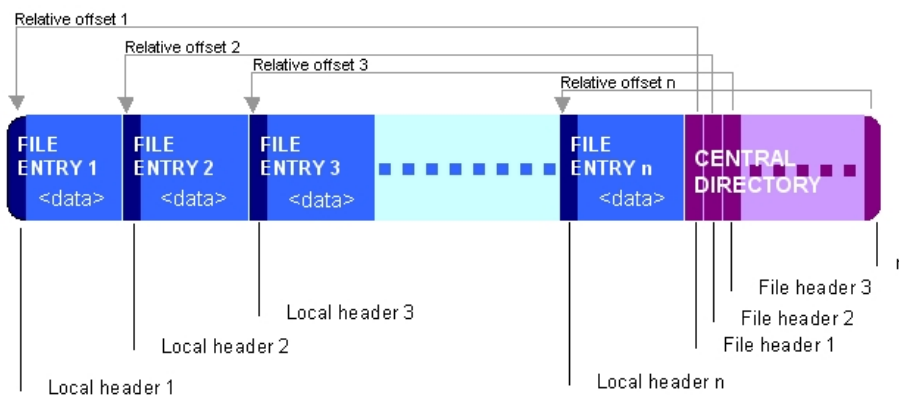 Relative offset 1
Relative offset 2
Relative offset 3
Relative offset n
FILE
ENTRY 1
<data>
FILE
ENTRY 2
<data>
FILE
ENTRY 3
<data>
FILE
ENTRY n
<data>
CENTRAL
DIRECTORY
File header 3
Local header 3
File header 2
Local header 2
File header 1
Local header n
Local header 1